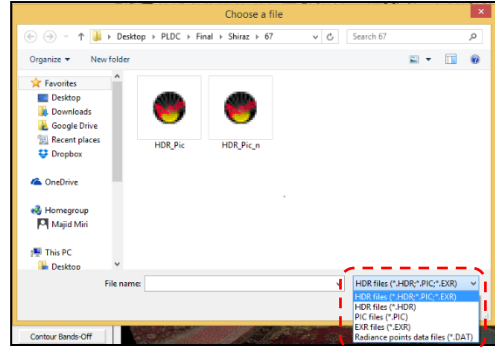 Choose a file
Desktop ▸ PLDC ▸ Final ▸ Shiraz ▸ 67
Search 67
Organize
New folder
Favorites
Desktop
Downloads
Google Drive
Recent places
Dropbox
OneDrive
Homegroup
Majid Miri
This PC
Desktop
HDR_Pic
HDR_Pic_n
File name:
HDR files (*.HDR;*.PIC;*.EXR)
HDR files (*.HDR;*.PIC;*.EXR)
HDR files (*.HDR)
PIC files (*.PIC)
EXR files (*.EXR)
Radiance points data files (*.DAT)
Contour Bands-Off